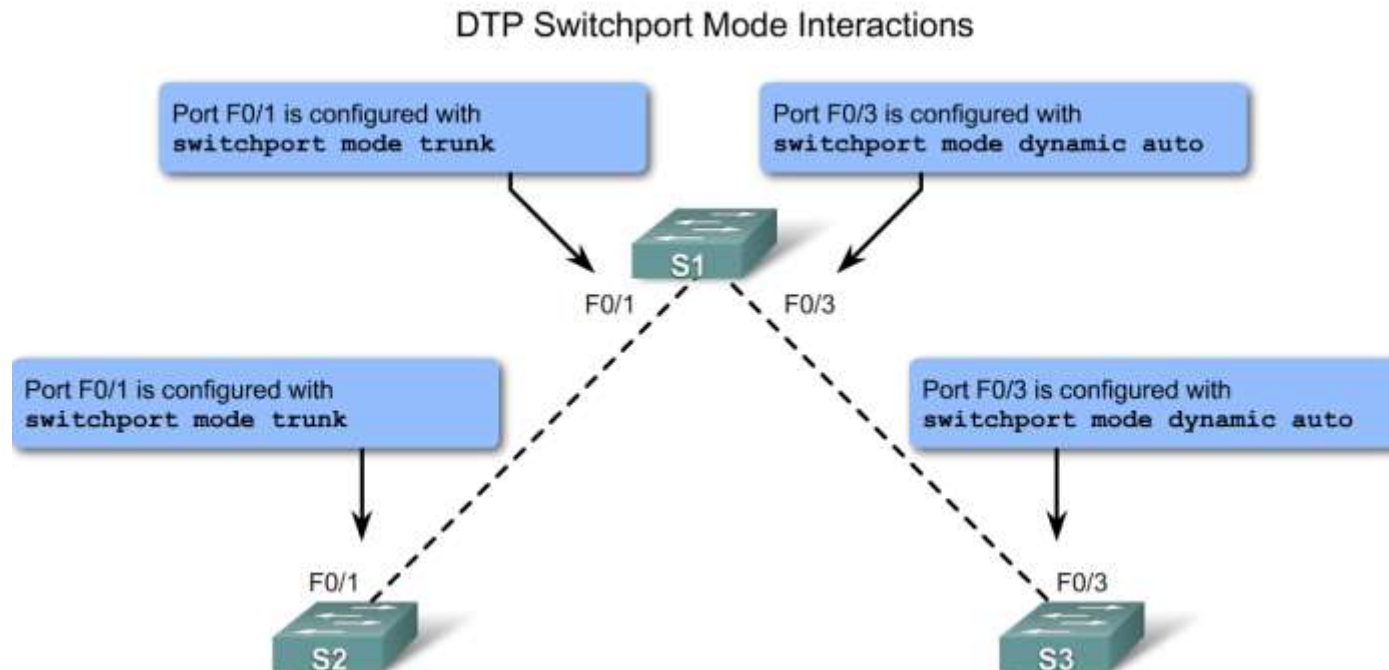 DTP Switchport Mode Interactions
Port F0/1 is configured with
switchport mode trunk
Port F0/3 is configured with
switchport mode dynamic auto
S1
F0/1
F0/3
Port F0/1 is configured with
switchport mode trunk
Port F0/3 is configured with
switchport mode dynamic auto
F0/1
F0/3
S2
S3